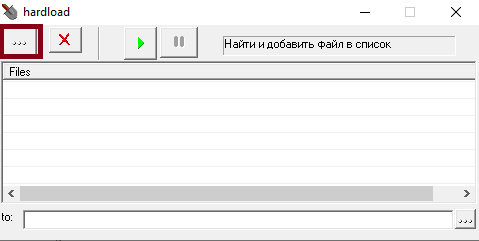 hardload
...
Найти и добавить файл в список
Files
to:
...